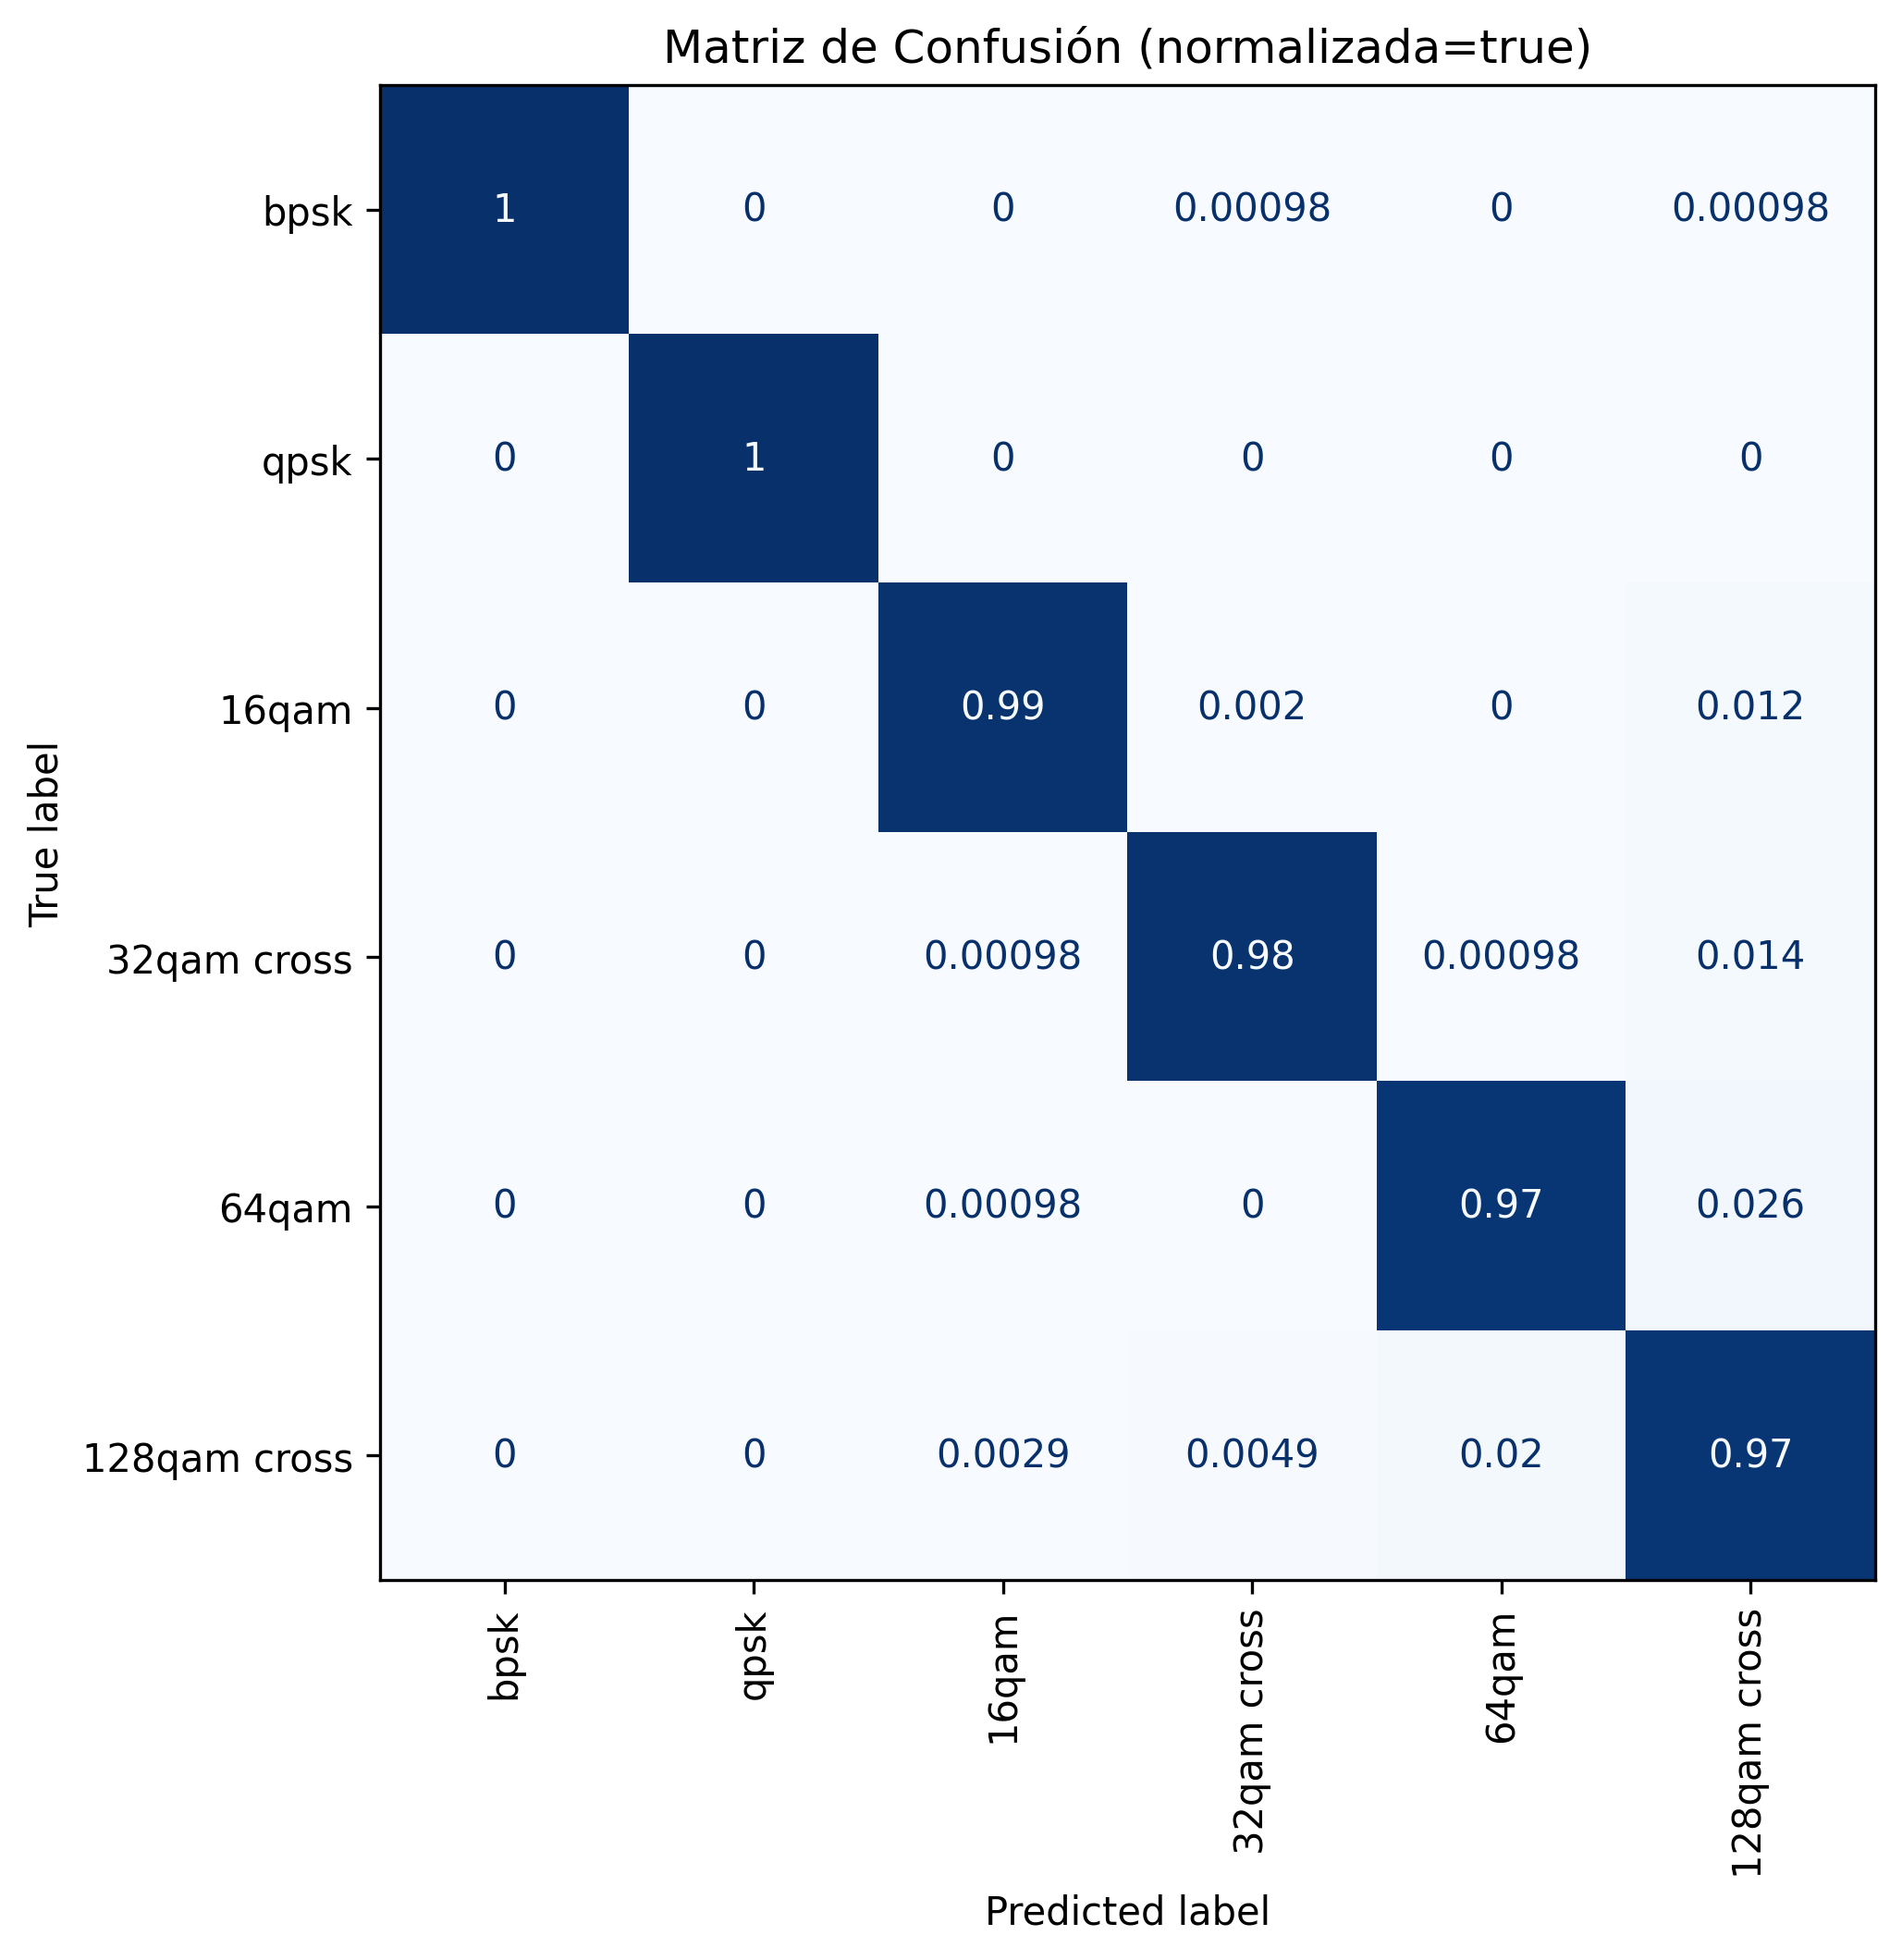 Matriz de Confusión (normalizada=true)
bpsk 1 0 0 0.00098 0 0.00098
qpsk 0 1 0 0 0 0
16qam 0 0 0.99 0.002 0 0.012
32qam cross 0 0 0.00098 0.98 0.00098 0.014
64qam 0 0 0.00098 0 0.97 0.026
128qam cross 0 0 0.0029 0.0049 0.02 0.97
True label
bpsk qpsk 16qam 32qam cross 64qam 128qam cross
Predicted label